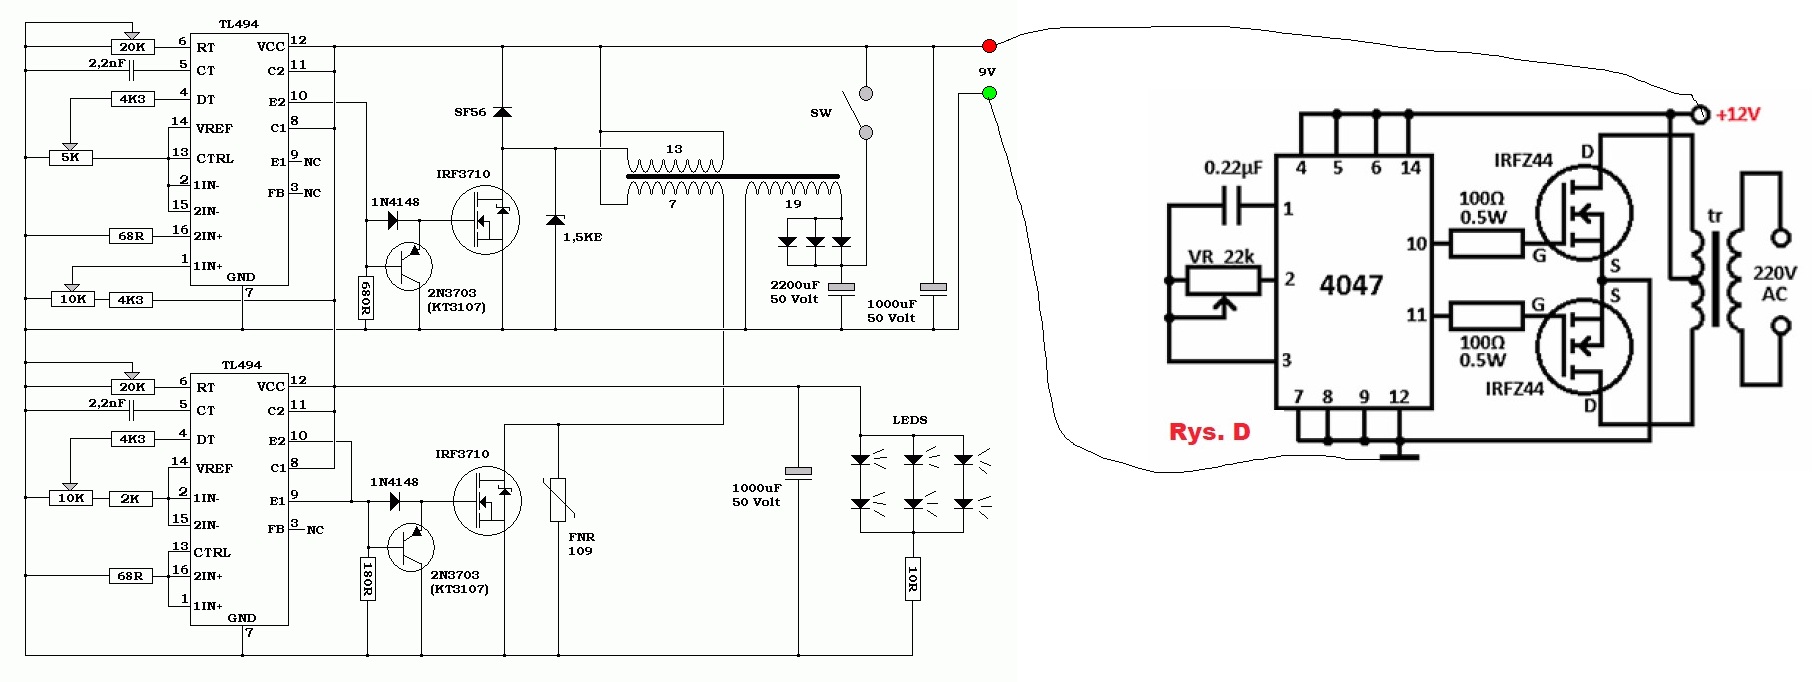 TL494
20K
6 RT
VCC 12
2,2nF
5 CT
C2 11
4K3
4 DT
E2 10
14 VREF
C1 8
5K
13 CTRL
E1 9 NC
2 1IN-
FB 3 NC
15 2IN-
68R
16 2IN+
1 1IN+
GND
7
10K
4K3
1N4148
680R
2N3703
(KT3107)
IRF3710
SF56
1,5KE
13
7
19
SW
9V
2200uF
50 Volt
1000uF
50 Volt
TL494
20K
6 RT
VCC 12
2,2nF
5 CT
C2 11
4K3
4 DT
E2 10
14 VREF
C1 8
10K
2K
2 1IN-
E1 9
15 2IN-
FB 3 NC
13 CTRL
68R
16 2IN+
1 1IN+
GND
7
1N4148
180R
2N3703
(KT3107)
IRF3710
FNR
109
1000uF
50 Volt
LEDS
10R
+12V
4 5 6 14
0.22µF
1
VR 22k
2
3
4047
10
11
7 8 9 12
100Ω
0.5W
100Ω
0.5W
IRFZ44
D
G
S
S
G
IRFZ44
D
tr
220V
AC
Rys. D